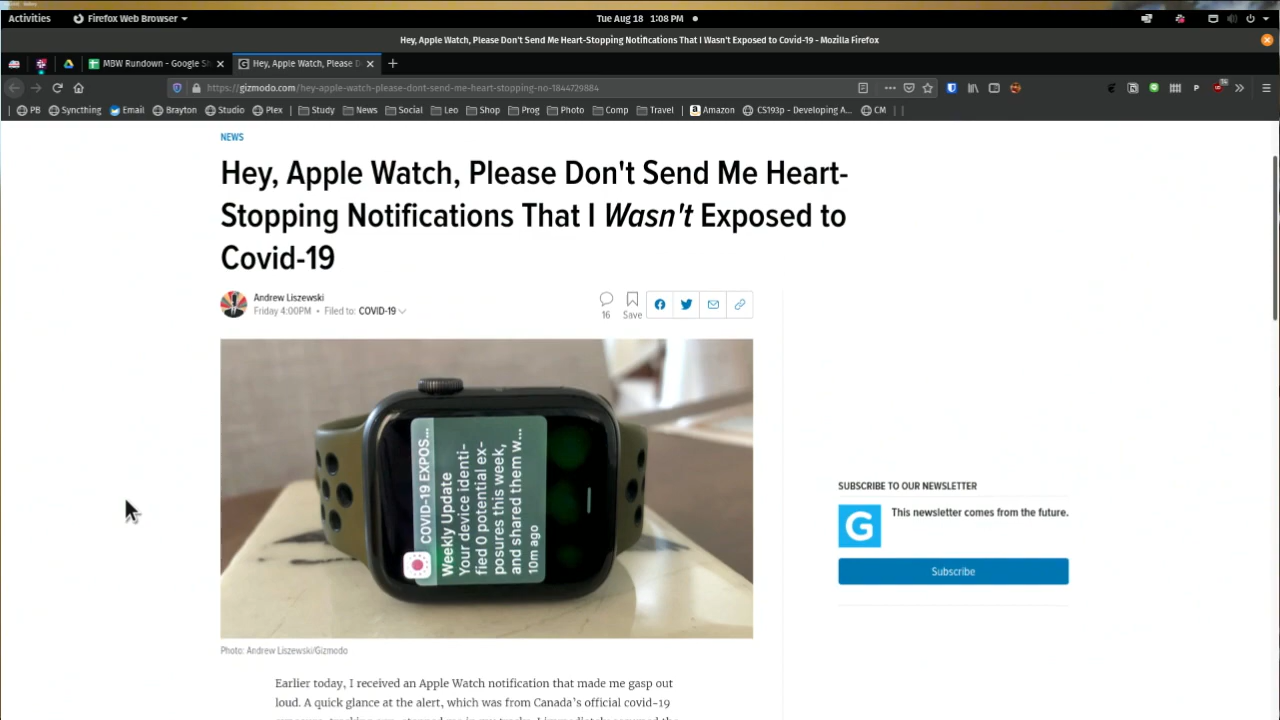 Activities
Firefox Web Browser
Tue Aug 18 1:08 PM
Hey, Apple Watch, Please Don't Send Me Heart-Stopping Notifications That I Wasn't Exposed to Covid-19 - Mozilla Firefox
MBW Rundown - Google Sh
Hey, Apple Watch, Please D
https://gizmodo.com/hey-apple-watch-please-dont-send-me-heart-stopping-no-1844729884
PB Syncthing Email Brayton Studio Plex Study News Social Leo Shop Prog Photo Comp Travel Amazon CS193p - Developing A... CM
NEWS
Hey, Apple Watch, Please Don't Send Me Heart-
Stopping Notifications That I Wasn't Exposed to
Covid-19
Andrew Liszewski
Friday 4:00PM • Filed to: COVID-19
16
Save
COVID-19 EXPOS...
Weekly Update
Your device identi-
fied 0 potential ex-
posures this week,
and shared them w...
10m ago
Photo: Andrew Liszewski/Gizmodo
SUBSCRIBE TO OUR NEWSLETTER
G
This newsletter comes from the future.
Subscribe
Earlier today, I received an Apple Watch notification that made me gasp out
loud. A quick glance at the alert, which was from Canada's official covid-19